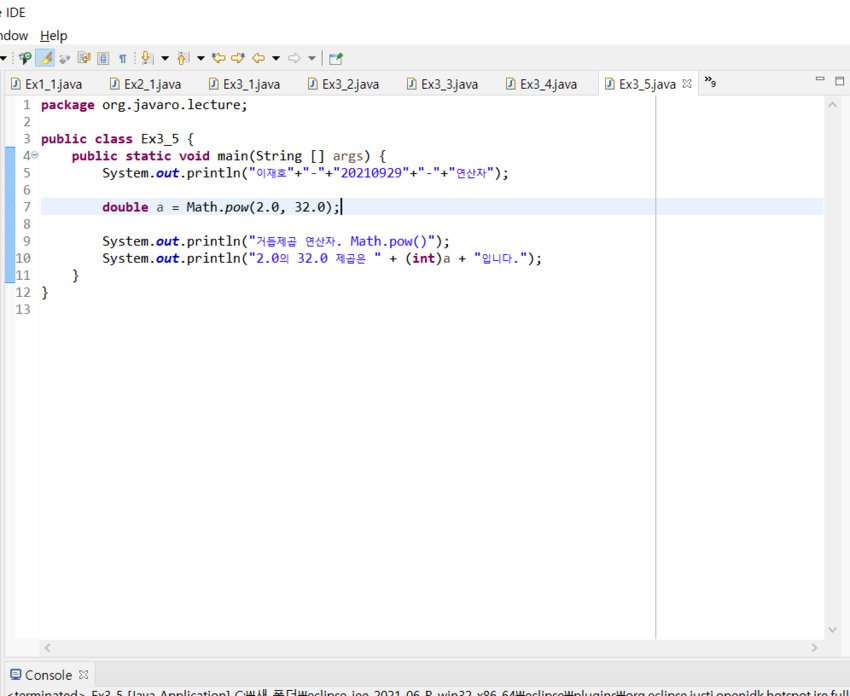 e IDE
ndow Help
Ex1_1.java Ex2_1.java Ex3_1.java Ex3_2.java Ex3_3.java Ex3_4.java Ex3_5.java »9
1 package org.javaro.lecture;
2
3 public class Ex3_5 {
4 public static void main(String [] args) {
5 System.out.println("이재호"+"-"+"20210929"+"-"+"연산자");
6
7 double a = Math.pow(2.0, 32.0);
8
9 System.out.println("거듭제곱 연산자. Math.pow()");
10 System.out.println("2.0의 32.0 제곱은 " + (int)a + "입니다.");
11 }
12 }
13
Console
<terminated> Ex3_5 [Java Application] C:₩새 폴더₩eclipse-jee-2021-06-R-win32-x86_64₩eclipse₩plugins₩org.eclipse.justj.openjdk.hotspot.jre.full